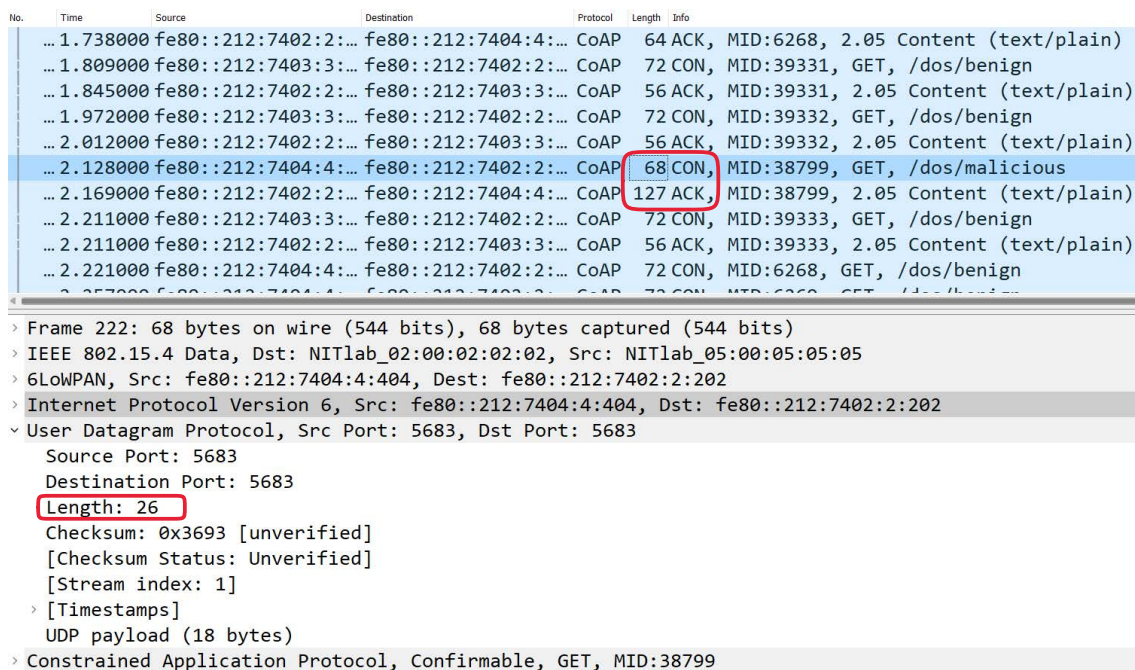 No. Time Source Destination Protocol Length Info
… 1.738000 fe80::212:7402:2:… fe80::212:7404:4:… CoAP 64 ACK, MID:6268, 2.05 Content (text/plain)
… 1.809000 fe80::212:7403:3:… fe80::212:7402:2:… CoAP 72 CON, MID:39331, GET, /dos/benign
… 1.845000 fe80::212:7402:2:… fe80::212:7403:3:… CoAP 56 ACK, MID:39331, 2.05 Content (text/plain)
… 1.972000 fe80::212:7403:3:… fe80::212:7402:2:… CoAP 72 CON, MID:39332, GET, /dos/benign
… 2.012000 fe80::212:7402:2:… fe80::212:7403:3:… CoAP 56 ACK, MID:39332, 2.05 Content (text/plain)
… 2.128000 fe80::212:7404:4:… fe80::212:7402:2:… CoAP 68 CON, MID:38799, GET, /dos/malicious
… 2.169000 fe80::212:7402:2:… fe80::212:7404:4:… CoAP 127 ACK, MID:38799, 2.05 Content (text/plain)
… 2.211000 fe80::212:7403:3:… fe80::212:7402:2:… CoAP 72 CON, MID:39333, GET, /dos/benign
… 2.211000 fe80::212:7402:2:… fe80::212:7403:3:… CoAP 56 ACK, MID:39333, 2.05 Content (text/plain)
… 2.221000 fe80::212:7404:4:… fe80::212:7402:2:… CoAP 72 CON, MID:6268, GET, /dos/benign
Frame 222: 68 bytes on wire (544 bits), 68 bytes captured (544 bits)
IEEE 802.15.4 Data, Dst: NITlab_02:00:02:02:02, Src: NITlab_05:00:05:05:05
6LoWPAN, Src: fe80::212:7404:4:404, Dest: fe80::212:7402:2:202
Internet Protocol Version 6, Src: fe80::212:7404:4:404, Dst: fe80::212:7402:2:202
User Datagram Protocol, Src Port: 5683, Dst Port: 5683
Source Port: 5683
Destination Port: 5683
Length: 26
Checksum: 0x3693 [unverified]
[Checksum Status: Unverified]
[Stream index: 1]
[Timestamps]
UDP payload (18 bytes)
Constrained Application Protocol, Confirmable, GET, MID:38799